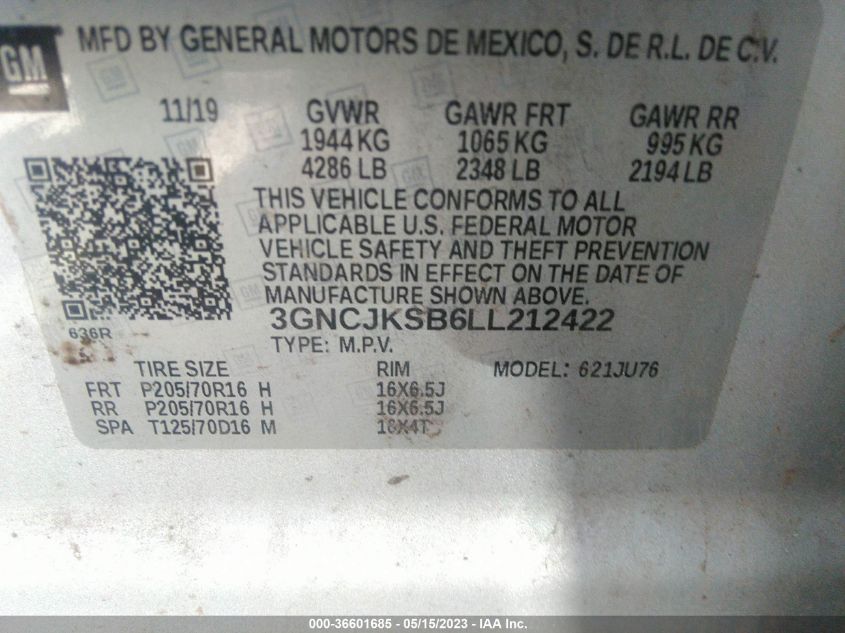 GM
MFD BY GENERAL MOTORS DE MEXICO, S. DE R.L. DE C.V.
11/19 GVWR GAWR FRT GAWR RR
1944 KG 1065 KG 995 KG
4286 LB 2348 LB 2194 LB
THIS VEHICLE CONFORMS TO ALL
APPLICABLE U.S. FEDERAL MOTOR
VEHICLE SAFETY AND THEFT PREVENTION
STANDARDS IN EFFECT ON THE DATE OF
MANUFACTURE SHOWN ABOVE.
636R 3GNCJKSB6LL212422
TYPE: M.P.V.
TIRE SIZE RIM MODEL: 621JU76
FRT P205/70R16 H 16X6.5J
RR P205/70R16 H 16X6.5J
SPA T125/70D16 M 16X4T
000-36601685 - 05/15/2023 - IAA Inc.